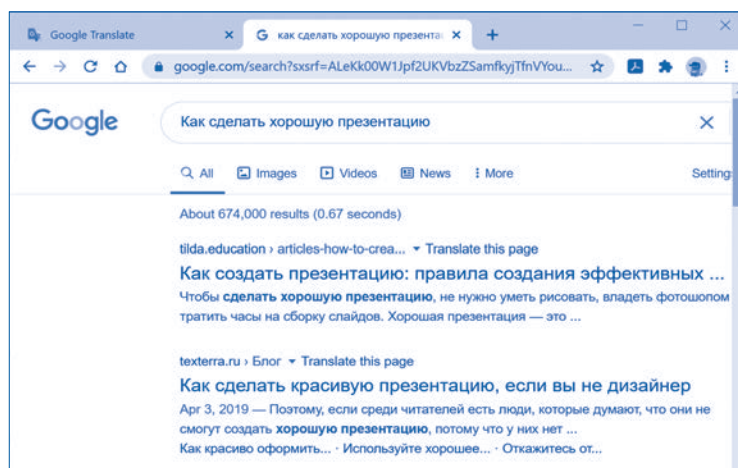 Google Translate
как сделать хорошую презента
google.com/search?sxsrf=ALeKk00W1Jpf2UKVbzZSamfkyjTfnVYou...
Google
Как сделать хорошую презентацию
All Images Videos News More Setting
About 674,000 results (0.67 seconds)
tilda.education › articles-how-to-crea... Translate this page
Как создать презентацию: правила создания эффективных ...
Чтобы сделать хорошую презентацию, не нужно уметь рисовать, владеть фотошопом
тратить часы на сборку слайдов. Хорошая презентация — это ...
texterra.ru › Блог Translate this page
Как сделать красивую презентацию, если вы не дизайнер
Apr 3, 2019 — Поэтому, если среди читателей есть люди, которые думают, что они не
смогут создать хорошую презентацию, потому что у них нет ...
Как красиво оформить... · Используйте хорошее... · Откажитесь от...